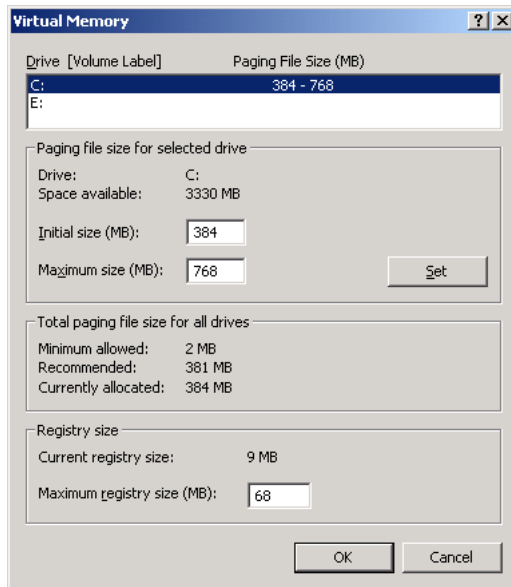 Virtual Memory
Drive [Volume Label] Paging File Size (MB)
C: 384 - 768
E:
Paging file size for selected drive
Drive: C:
Space available: 3330 MB
Initial size (MB): 384
Maximum size (MB): 768
Set
Total paging file size for all drives
Minimum allowed: 2 MB
Recommended: 381 MB
Currently allocated: 384 MB
Registry size
Current registry size: 9 MB
Maximum registry size (MB): 68
OK Cancel